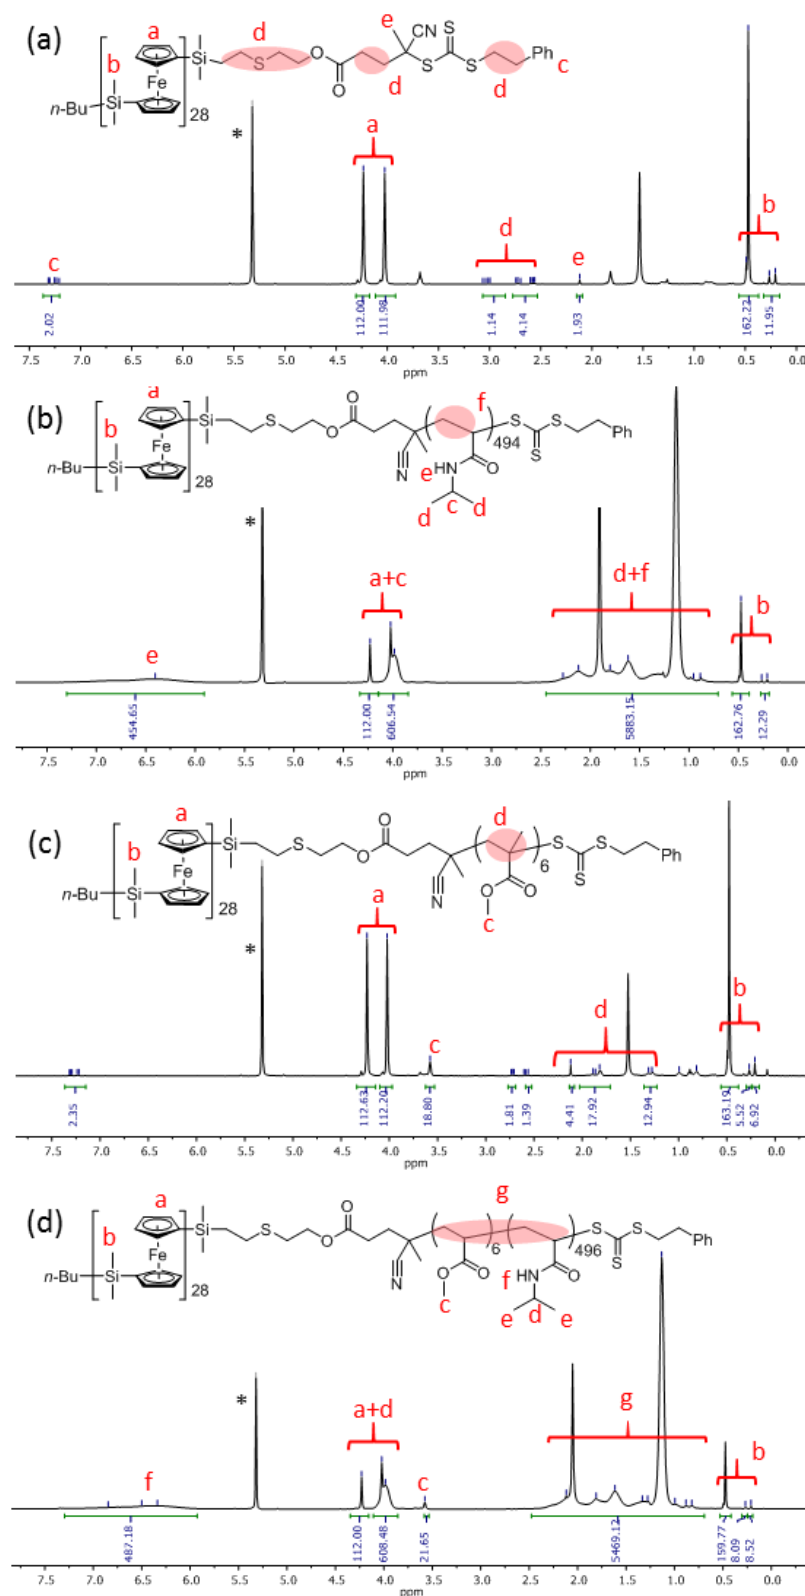 (a)
a
b
d
e
CN
Si
S
O
O
S
S
S
Ph
c
d
d
Fe
n-Bu
Si
28
*
a
c
d
e
b
2.02
112.00
111.98
1.14
4.14
1.93
162.22
11.95
7.5 7.0 6.5 6.0 5.5 5.0 4.5 4.0 3.5 3.0 2.5 2.0 1.5 1.0 0.5 0.0
ppm
(b)
a
b
f
Si
S
O
O
494
S
S
S
Ph
Fe
n-Bu
Si
28
N
eHN
O
d
c
d
*
a+c
d+f
b
e
454.65
112.00
606.54
5883.15
162.76
12.29
7.5 7.0 6.5 6.0 5.5 5.0 4.5 4.0 3.5 3.0 2.5 2.0 1.5 1.0 0.5 0.0
ppm
(c)
a
b
d
Si
S
O
O
6
S
S
S
Ph
Fe
n-Bu
Si
28
N
O
O
c
*
a
c
d
b
2.35
112.63
112.20
18.80
1.81
1.39
4.41
17.92
12.94
163.19
5.52
6.92
7.5 7.0 6.5 6.0 5.5 5.0 4.5 4.0 3.5 3.0 2.5 2.0 1.5 1.0 0.5 0.0
ppm
(d)
a
b
g
Si
S
O
O
6
496
S
S
S
Ph
Fe
n-Bu
Si
28
N
O
O
c
f
HN
O
e
d
e
*
a+d
c
g
b
f
487.18
112.00
608.48
21.65
5469.12
159.77
8.09
8.52
7.5 7.0 6.5 6.0 5.5 5.0 4.5 4.0 3.5 3.0 2.5 2.0 1.5 1.0 0.5 0.0
ppm